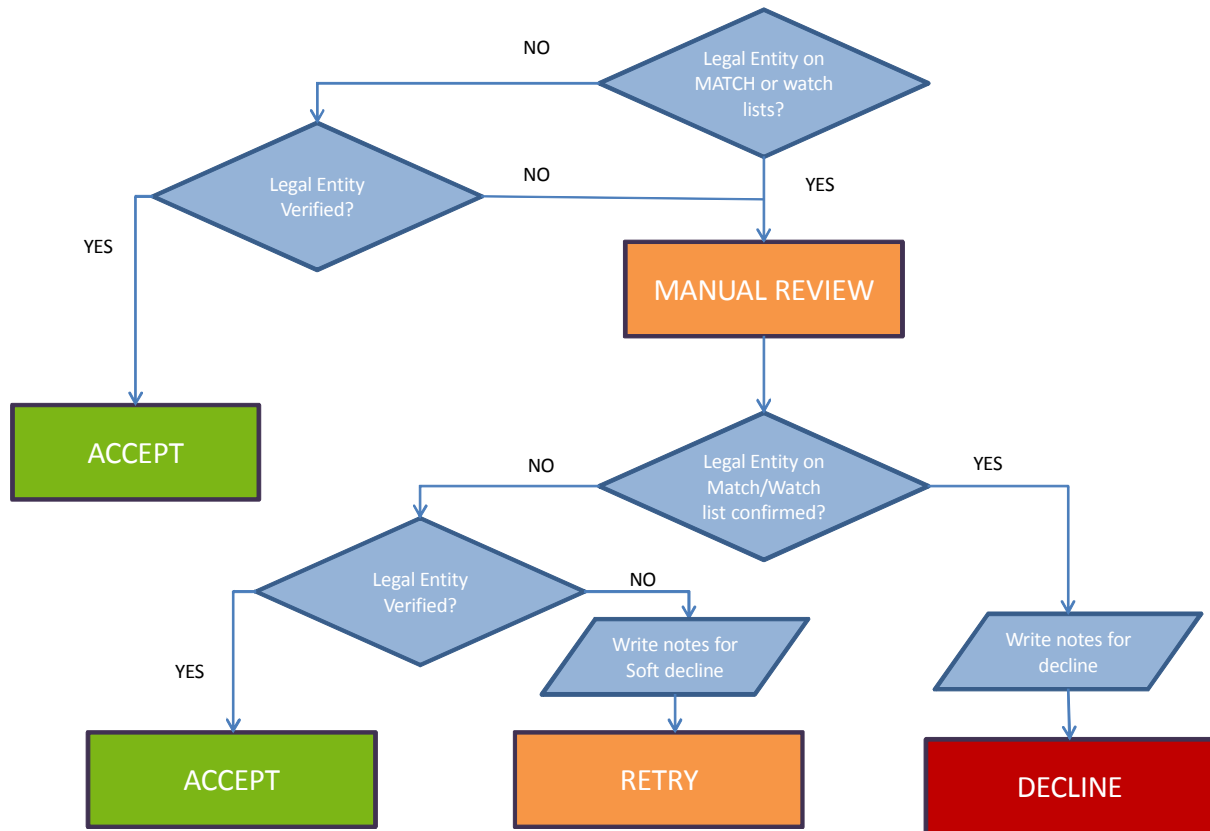 NO
Legal Entity on
MATCH or watch
lists?
Legal Entity
Verified?
NO
YES
YES
MANUAL REVIEW
ACCEPT
NO
Legal Entity on
Match/Watch
list confirmed?
YES
Legal Entity
Verified?
NO
YES
Write notes for
Soft decline
Write notes for
decline
ACCEPT
RETRY
DECLINE